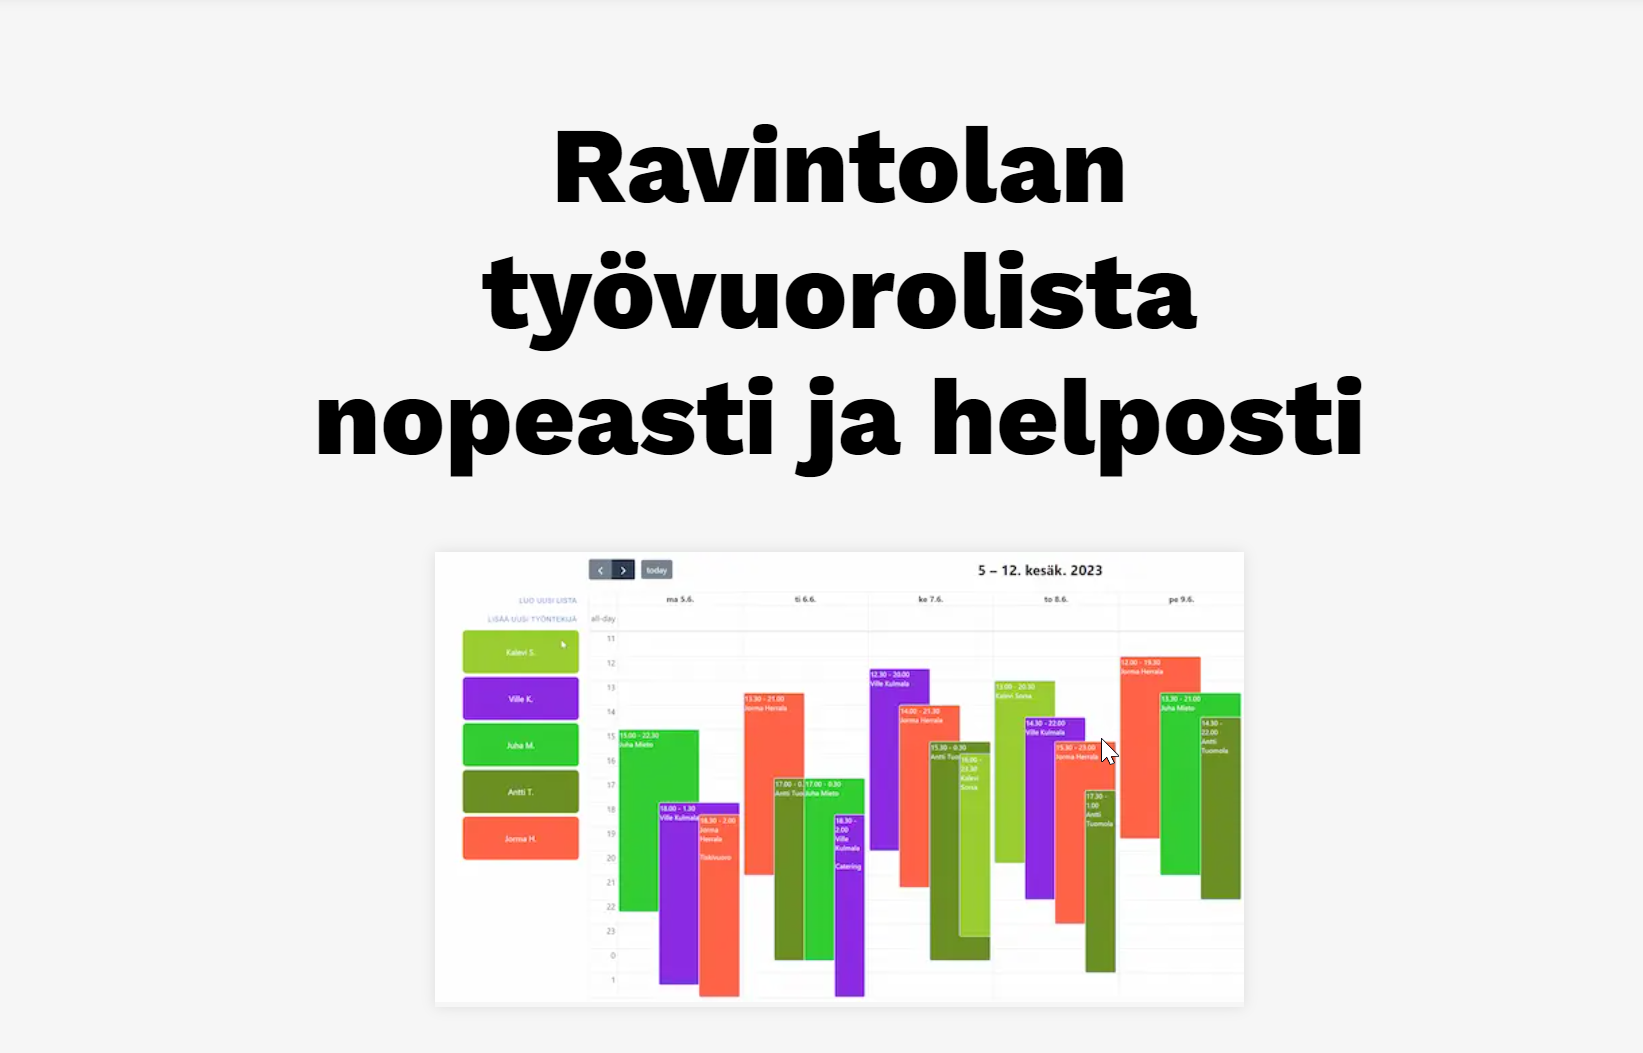 Ravintolan
työvuorolista
nopeasti ja helposti
today
5 – 12. kesäk. 2023
LUO UUSI LISTA
LISÄÄ UUSI TYÖNTEKIJÄ
ma 5.6.
ti 6.6.
ke 7.6.
to 8.6.
pe 9.6.
all-day
Kalevi S.
Ville K.
Juha M.
Antti T.
Jorma H.
11
12
13
14
15
16
17
18
19
20
21
22
23
0
1
15.00 - 22.30
Juha Mieto
18.00 - 1.30
Ville Kulmala
18.30 - 2.00
Jorma
Herrala
13.30 - 21.00
Jorma Herrala
17.00 - 0.
Antti Tuo
17.00 - 0.30
Juha Mieto
18.30 -
2.00
Ville
Kulmala
Catering
12.30 - 20.00
Ville Kulmala
14.00 - 21.30
Jorma Herrala
15.30 - 0.30
Antti Tuo
16.00 -
23.30
Kalevi
Sorsa
13.00 - 20.30
Kalevi Sorsa
14.30 - 22.00
Ville Kulmala
15.30 - 23.00
Jorma Herrala
17.30 -
1.00
Antti
Tuomola
12.00 - 19.30
Jorma Herrala
13.30 - 21.00
Juha Mieto
14.30 -
22.00
Antti
Tuomola